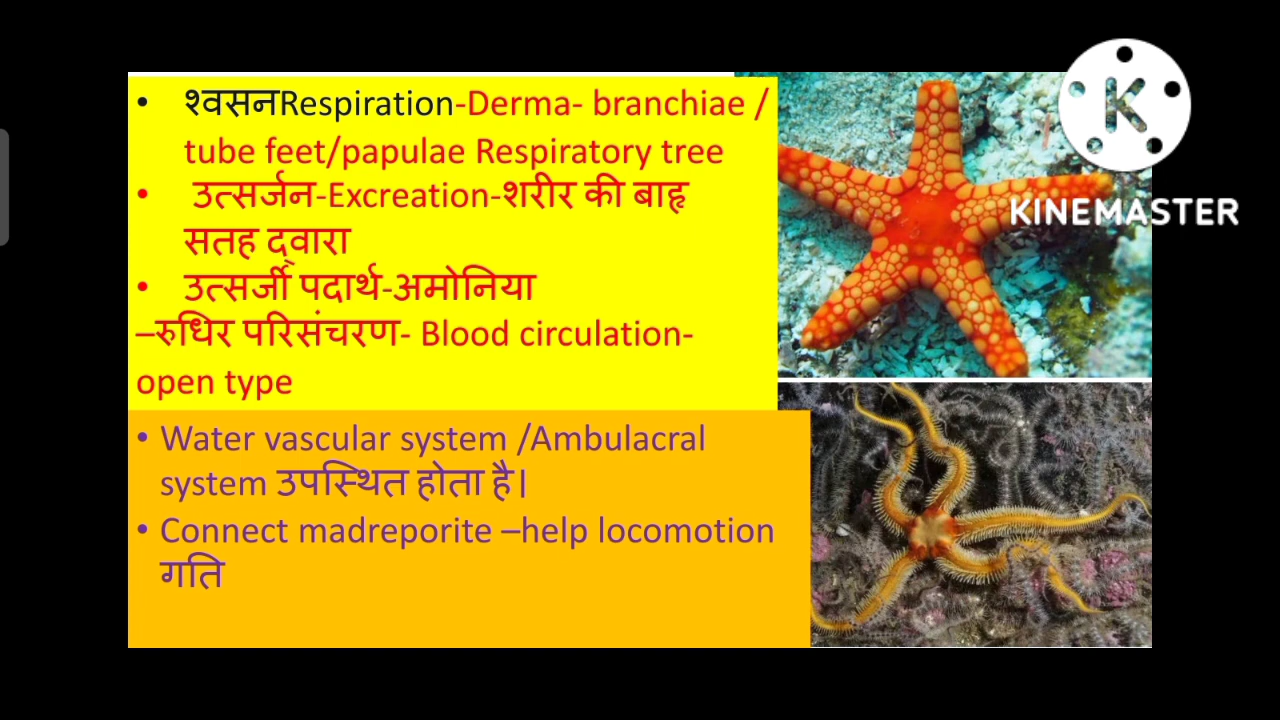 • श्वसनRespiration-Derma- branchiae /
tube feet/papulae Respiratory tree
• उत्सर्जन-Excreation-शरीर की बाहृ
सतह द्वारा
• उत्सर्जी पदार्थ-अमोनिया
–रुधिर परिसंचरण- Blood circulation-
open type
• Water vascular system /Ambulacral
system उपस्थित होता है।
• Connect madreporite –help locomotion
गति
K
KINEMASTER